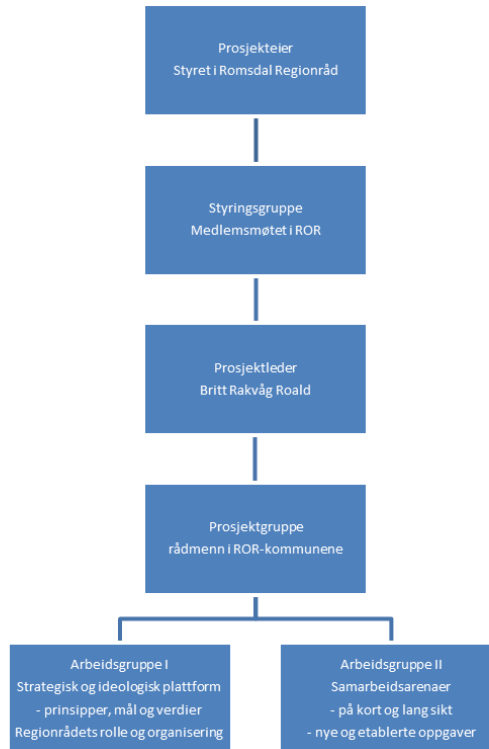 Prosjekteier
Styret i Romsdal Regionråd
Styringsgruppe
Medlemsmøtet i ROR
Prosjektleder
Britt Rakvåg Roald
Prosjektgruppe
rådmenn i ROR-kommunene
Arbeidsgruppe I
Strategisk og ideologisk plattform
- prinsipper, mål og verdier
Regionrådets rolle og organisering
Arbeidsgruppe II
Samarbeidsarenaer
- på kort og lang sikt
- nye og etablerte oppgaver